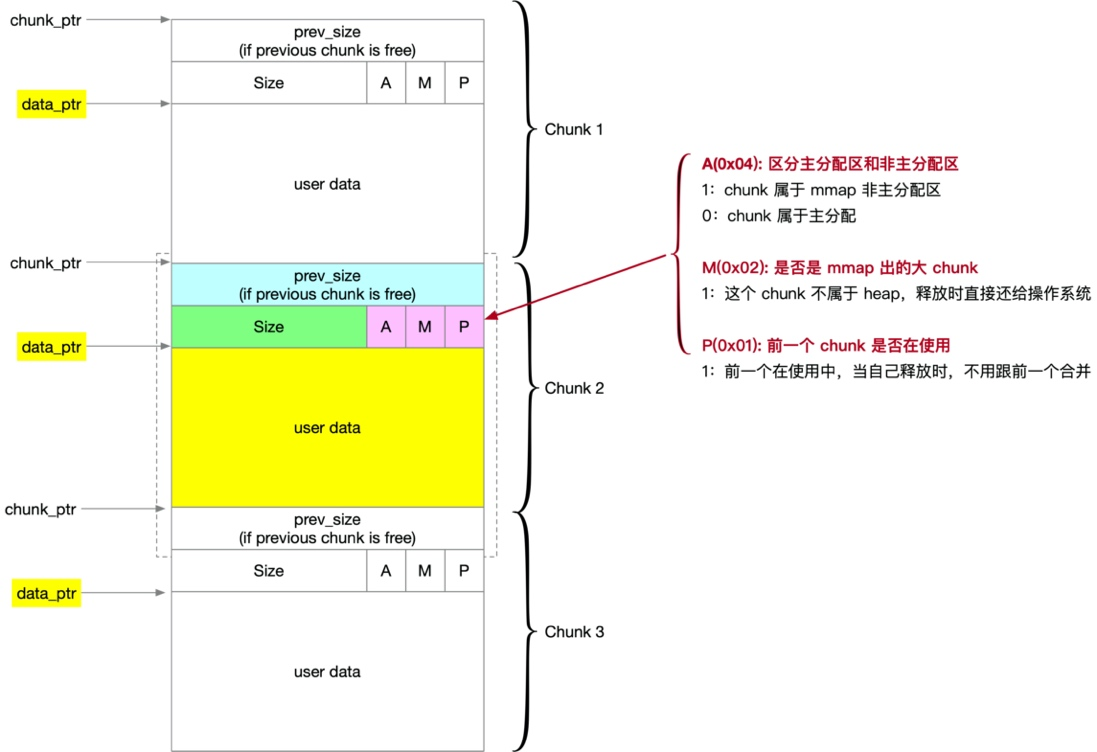 chunk_ptr
prev_size
(if previous chunk is free)
Size A M P
data_ptr
user data
Chunk 1
chunk_ptr
prev_size
(if previous chunk is free)
Size A M P
data_ptr
user data
Chunk 2
chunk_ptr
prev_size
(if previous chunk is free)
Size A M P
data_ptr
user data
Chunk 3
A(0x04): 区分主分配区和非主分配区
1：chunk 属于 mmap 非主分配区
0：chunk 属于主分配
M(0x02): 是否是 mmap 出的大 chunk
1：这个 chunk 不属于 heap，释放时直接还给操作系统
P(0x01): 前一个 chunk 是否在使用
1：前一个在使用中，当自己释放时，不用跟前一个合并